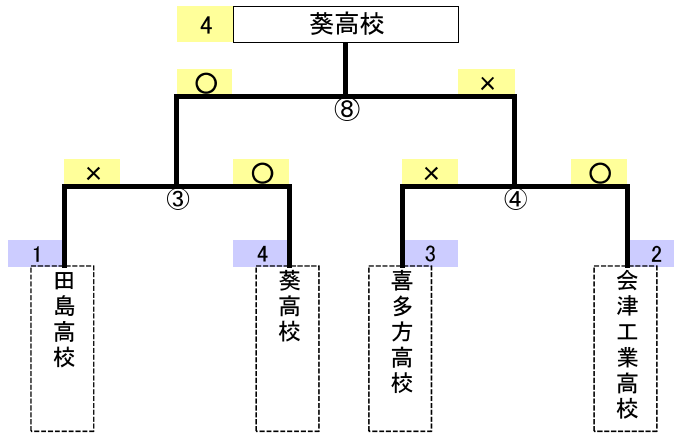 4 葵高校
○ ×
⑧
× ○ × ○
③ ④
1 4 3 2
田島高校
葵高校
喜多方高校
会津工業高校